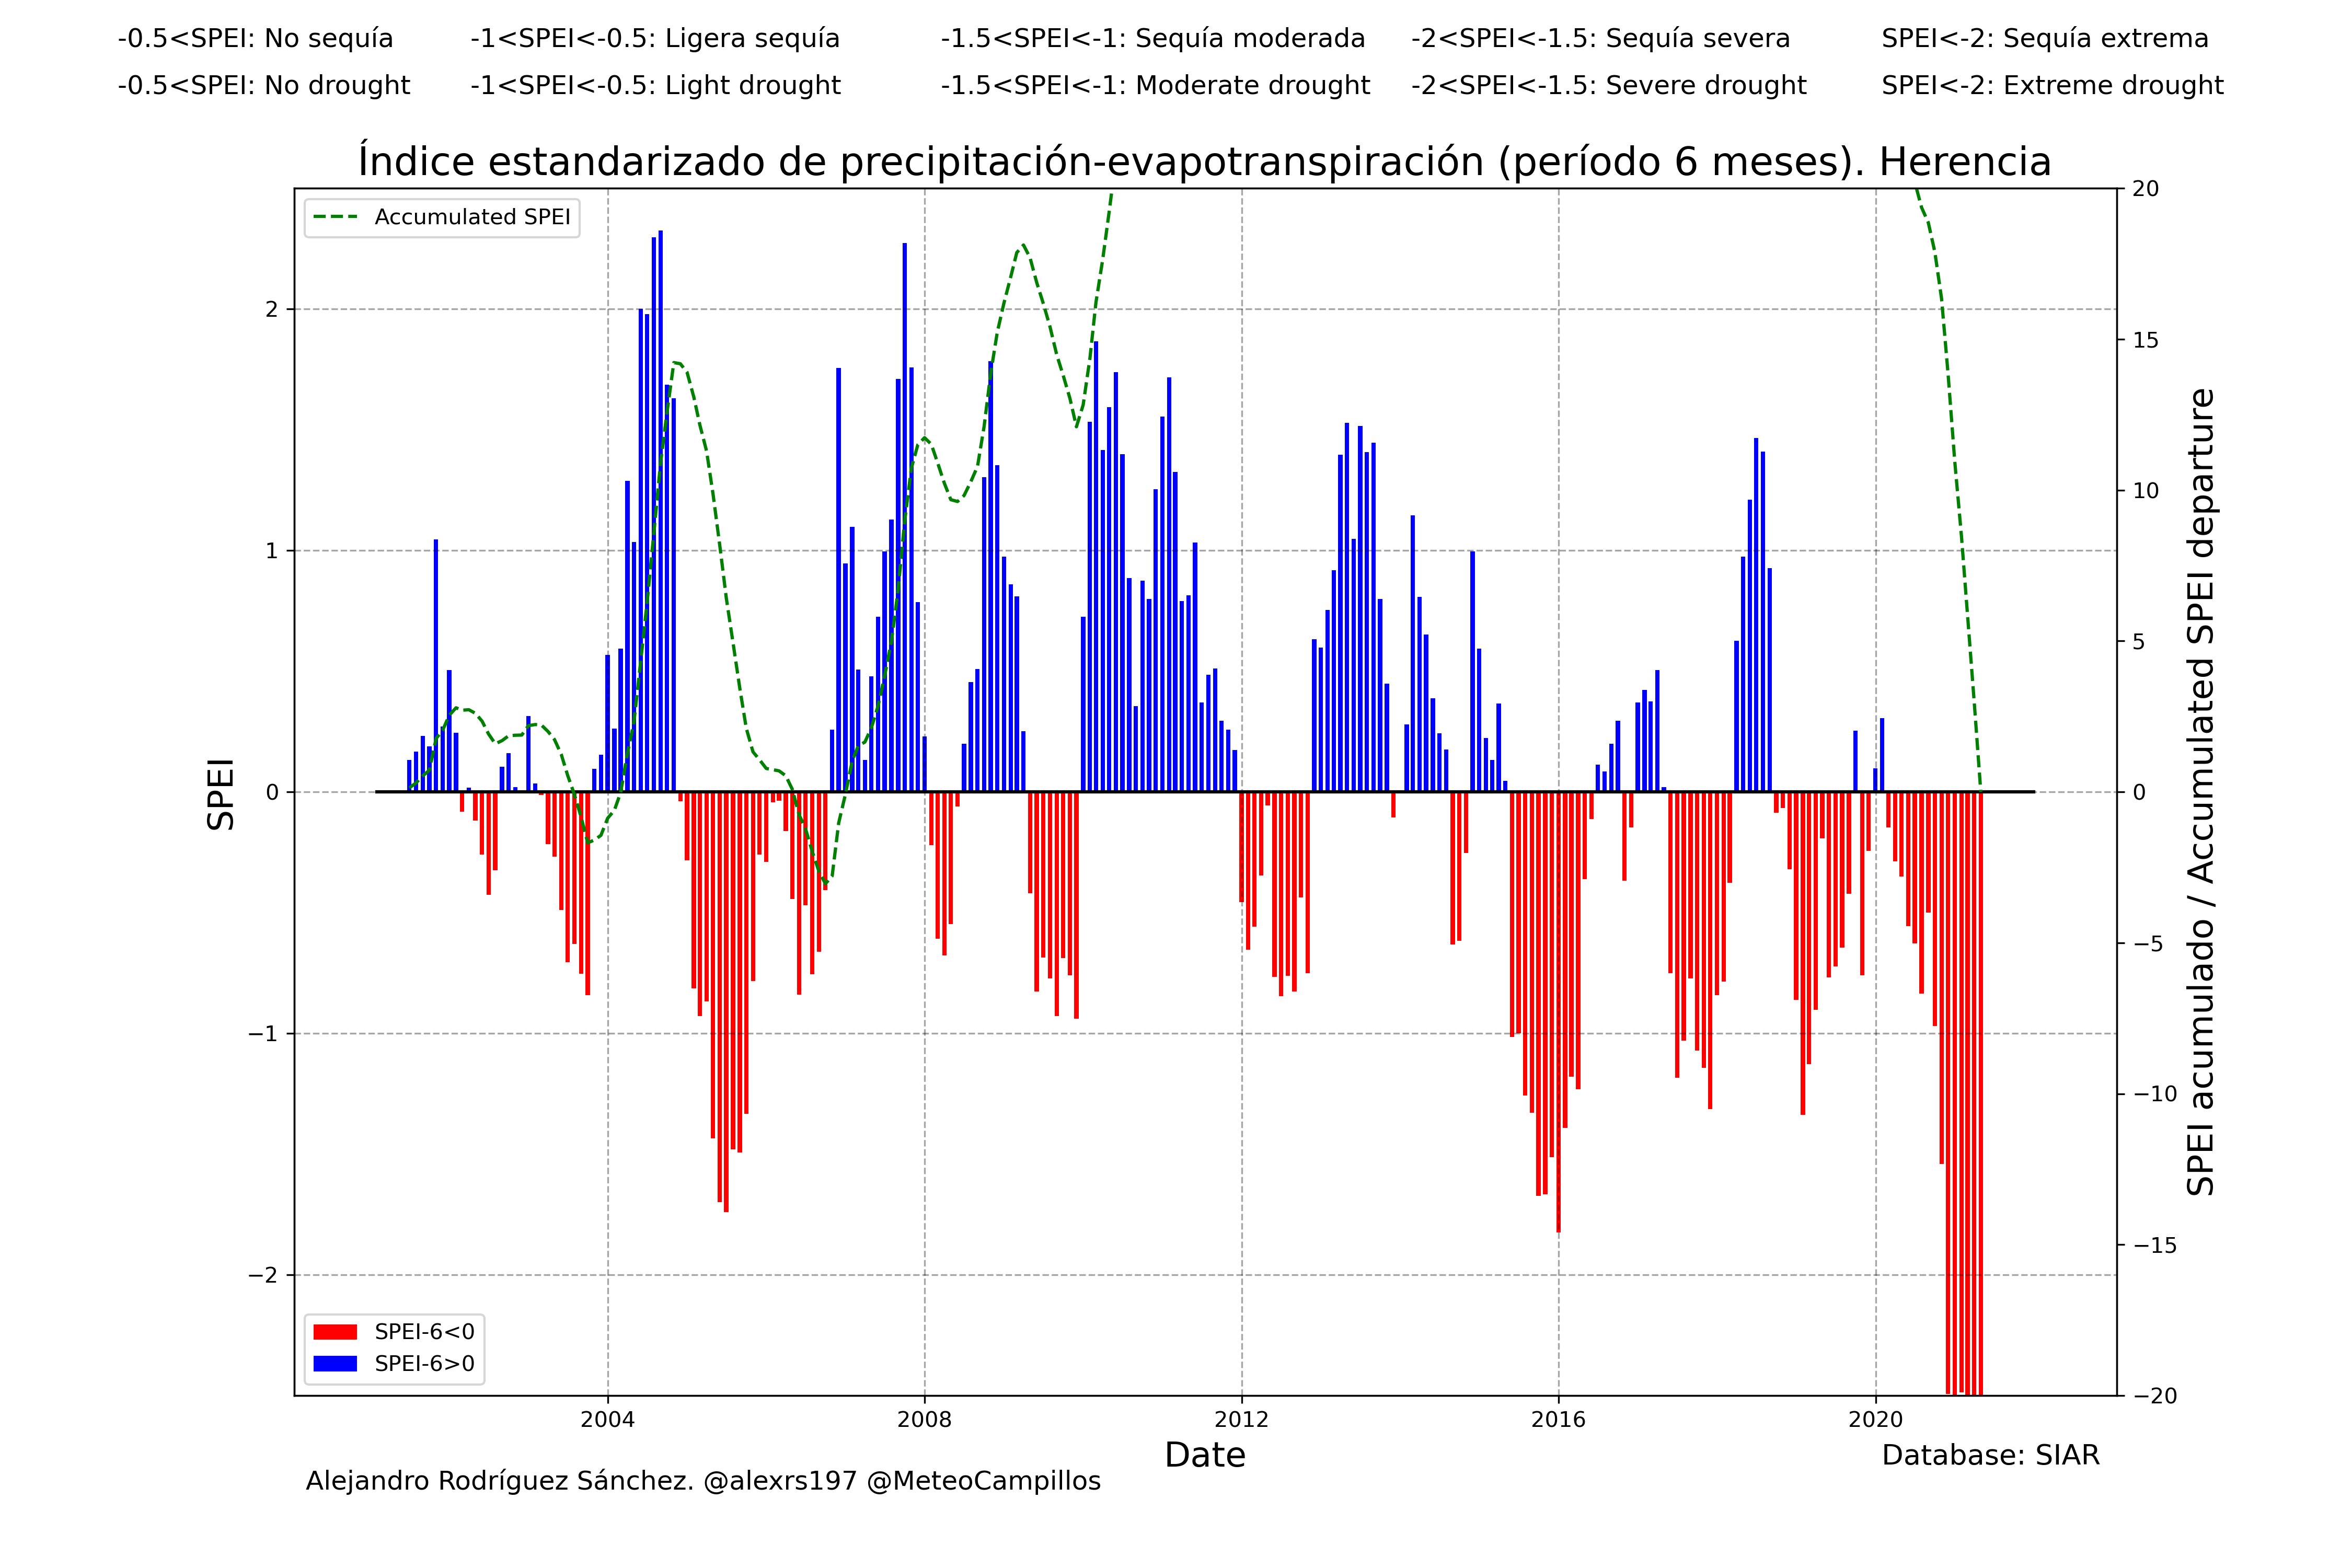 -0.5<SPEI: No sequía -1<SPEI<-0.5: Ligera sequía -1.5<SPEI<-1: Sequía moderada -2<SPEI<-1.5: Sequía severa SPEI<-2: Sequía extrema
-0.5<SPEI: No drought -1<SPEI<-0.5: Light drought -1.5<SPEI<-1: Moderate drought -2<SPEI<-1.5: Severe drought SPEI<-2: Extreme drought
Índice estandarizado de precipitación-evapotranspiración (período 6 meses). Herencia
Accumulated SPEI
2
1
0
−1
−2
SPEI
20
15
10
5
0
−5
−10
−15
−20
SPEI acumulado / Accumulated SPEI departure
SPEI-6<0
SPEI-6>0
2004 2008 2012 2016 2020
Date
Database: SIAR
Alejandro Rodríguez Sánchez. @alexrs197 @MeteoCampillos